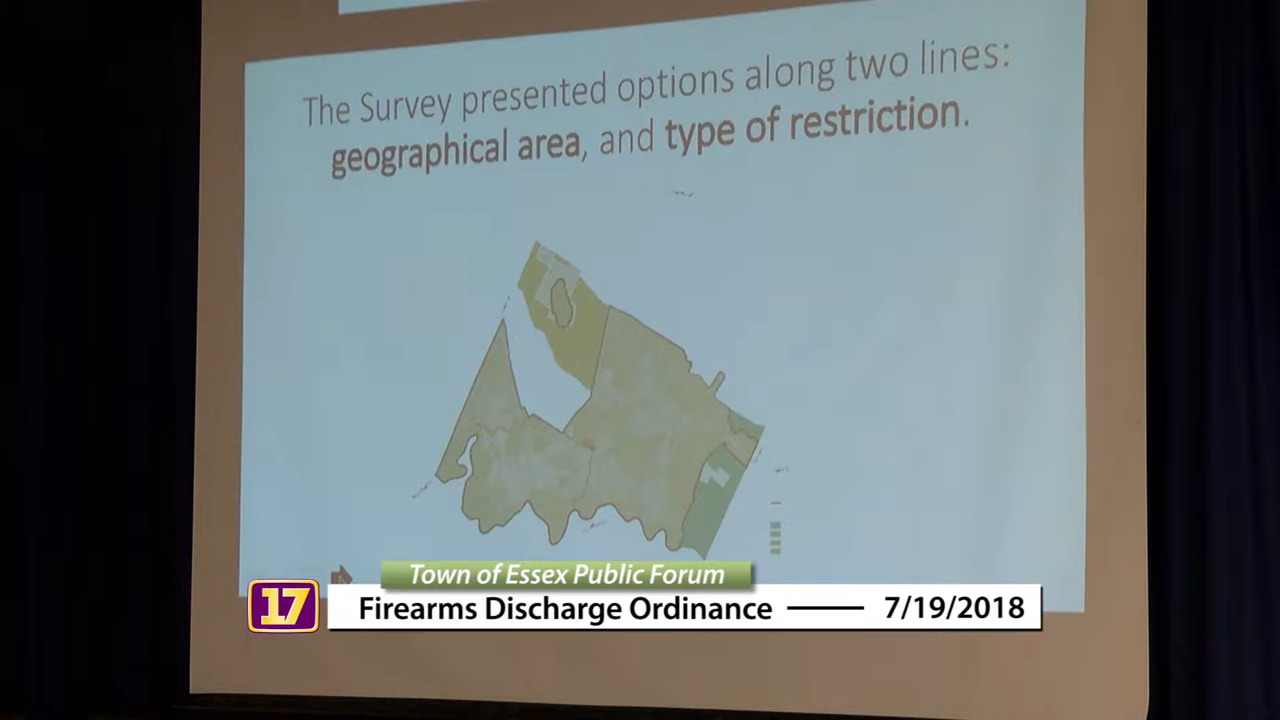 The Survey presented options along two lines:
geographical area, and type of restriction.
Town of Essex Public Forum
17
Firearms Discharge Ordinance 7/19/2018